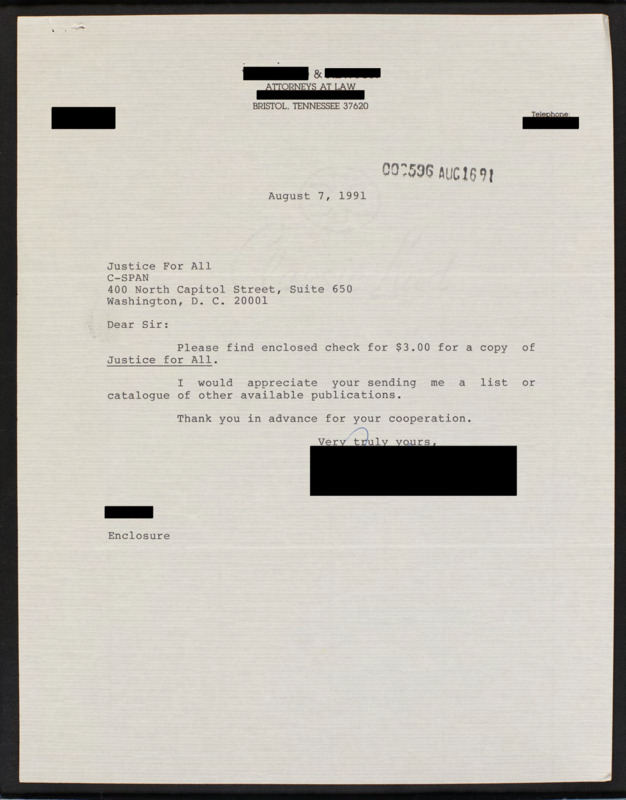 &
ATTORNEYS AT LAW
BRISTOL, TENNESSEE 37620
Telephone:
AUG 16 91
August 7, 1991
Justice For All
C-SPAN
400 North Capitol Street, Suite 650
Washington, D. C. 20001
Dear Sir:
Please find enclosed check for $3.00 for a copy of
Justice for All.
I would appreciate your sending me a list or
catalogue of other available publications.
Thank you in advance for your cooperation.
Very truly yours,
Enclosure